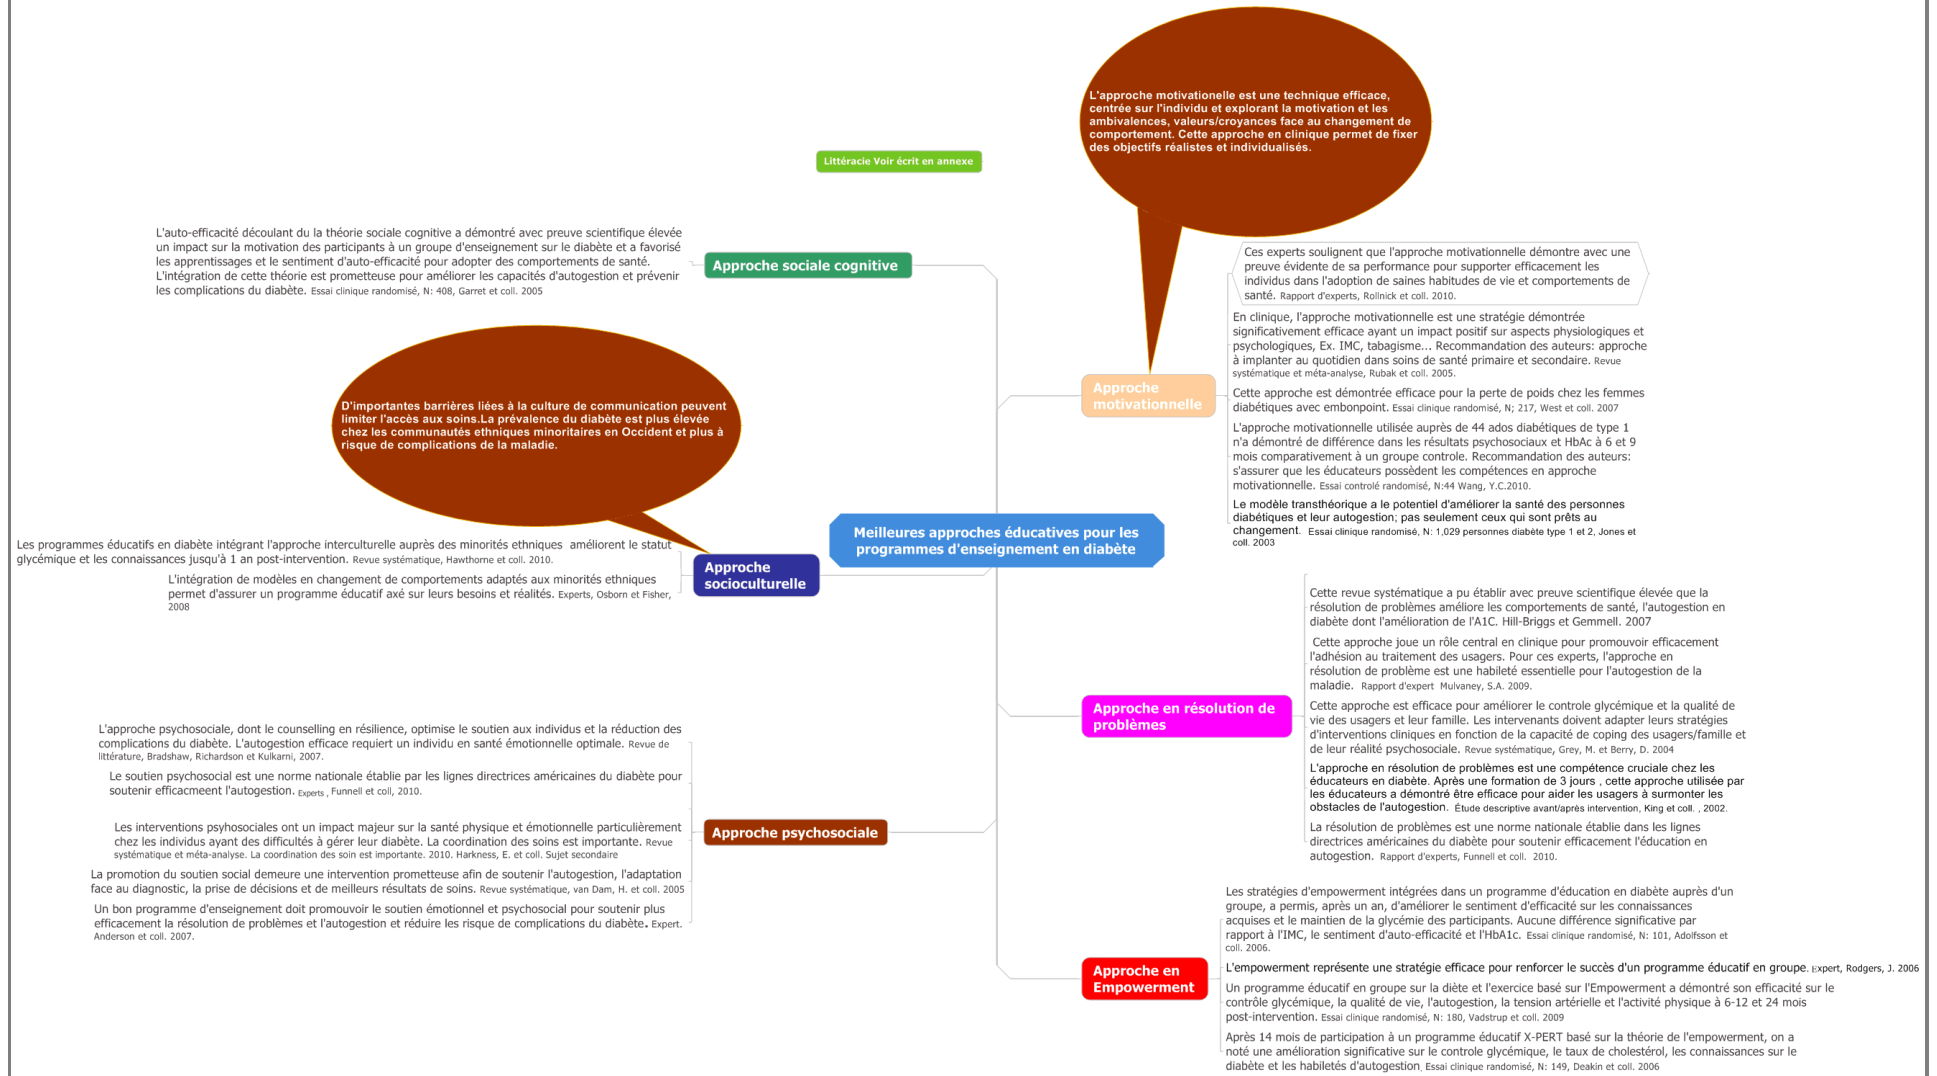 L'approche motivationelle est une technique efficace,
centrée sur l'individu et explorant la motivation et les
ambivalences, valeurs/croyances face au changement de
comportement. Cette approche en clinique permet de fixer
des objectifs réalistes et individualisés.
Littéracie Voir écrit en annexe
L'auto-efficacité découlant du la théorie sociale cognitive a démontré avec preuve scientifique élevée
un impact sur la motivation des participants à un groupe d'enseignement sur le diabète et a favorisé
les apprentissages et le sentiment d'auto-efficacité pour adopter des comportements de santé.
L'intégration de cette théorie est prometteuse pour améliorer les capacités d'autogestion et prévenir
les complications du diabète. Essai clinique randomisé, N: 408, Garret et coll. 2005
Approche sociale cognitive
D'importantes barrières liées à la culture de communication peuvent
limiter l'accès aux soins.La prévalence du diabète est plus élevée
chez les communautés ethniques minoritaires en Occident et plus à
risque de complications de la maladie.
Les programmes éducatifs en diabète intégrant l'approche interculturelle auprès des minorités ethniques améliorent le statut
glycémique et les connaissances jusqu'à 1 an post-intervention. Revue systématique, Hawthorne et coll. 2010.
L'intégration de modèles en changement de comportements adaptés aux minorités ethniques
permet d'assurer un programme éducatif axé sur leurs besoins et réalités. Experts, Osborn et Fisher,
2008
Approche
socioculturelle
Meilleures approches éducatives pour les
programmes d'enseignement en diabète
L'approche psychosociale, dont le counselling en résilience, optimise le soutien aux individus et la réduction des
complications du diabète. L'autogestion efficace requiert un individu en santé émotionnelle optimale. Revue de
littérature, Bradshaw, Richardson et Kulkarni, 2007.
Le soutien psychosocial est une norme nationale établie par les lignes directrices américaines du diabète pour
soutenir efficacmeent l'autogestion. Experts , Funnell et coll, 2010.
Les interventions psyhosociales ont un impact majeur sur la santé physique et émotionnelle particulièrement
chez les individus ayant des difficultés à gérer leur diabète. La coordination des soins est importante. Revue
systématique et méta-analyse. La coordination des soin est importante. 2010. Harkness, E. et coll. Sujet secondaire
La promotion du soutien social demeure une intervention prometteuse afin de soutenir l'autogestion, l'adaptation
face au diagnostic, la prise de décisions et de meilleurs résultats de soins. Revue systématique, van Dam, H. et coll. 2005
Un bon programme d'enseignement doit promouvoir le soutien émotionnel et psychosocial pour soutenir plus
efficacement la résolution de problèmes et l'autogestion et réduire les risque de complications du diabète. Expert.
Anderson et coll. 2007.
Approche psychosociale
Approche
motivationnelle
Ces experts soulignent que l'approche motivationnelle démontre avec une
preuve évidente de sa performance pour supporter efficacement les
individus dans l'adoption de saines habitudes de vie et comportements de
santé. Rapport d'experts, Rollnick et coll. 2010.
En clinique, l'approche motivationnelle est une stratégie démontrée
significativement efficace ayant un impact positif sur aspects physiologiques et
psychologiques, Ex. IMC, tabagisme... Recommandation des auteurs: approche
à implanter au quotidien dans soins de santé primaire et secondaire. Revue
systématique et méta-analyse, Rubak et coll. 2005.
Cette approche est démontrée efficace pour la perte de poids chez les femmes
diabétiques avec embonpoint. Essai clinique randomisé, N; 217, West et coll. 2007
L'approche motivationnelle utilisée auprès de 44 ados diabétiques de type 1
n'a démontré de différence dans les résultats psychosociaux et HbAc à 6 et 9
mois comparativement à un groupe controle. Recommandation des auteurs:
s'assurer que les éducateurs possèdent les compétences en approche
motivationnelle. Essai controlé randomisé, N:44 Wang, Y.C.2010.
Le modèle transthéorique a le potentiel d'améliorer la santé des personnes
diabétiques et leur autogestion; pas seulement ceux qui sont prêts au
changement. Essai clinique randomisé, N: 1,029 personnes diabète type 1 et 2, Jones et
coll. 2003
Approche en résolution de
problèmes
Cette revue systématique a pu établir avec preuve scientifique élevée que la
résolution de problèmes améliore les comportements de santé, l'autogestion en
diabète dont l'amélioration de l'A1C. Hill-Briggs et Gemmell. 2007
Cette approche joue un rôle central en clinique pour promouvoir efficacement
l'adhésion au traitement des usagers. Pour ces experts, l'approche en
résolution de problème est une habileté essentielle pour l'autogestion de la
maladie. Rapport d'expert Mulvaney, S.A. 2009.
Cette approche est efficace pour améliorer le controle glycémique et la qualité de
vie des usagers et leur famille. Les intervenants doivent adapter leurs stratégies
d'interventions cliniques en fonction de la capacité de coping des usagers/famille et
de leur réalité psychosociale. Revue systématique, Grey, M. et Berry, D. 2004
L'approche en résolution de problèmes est une compétence cruciale chez les
éducateurs en diabète. Après une formation de 3 jours , cette approche utilisée par
les éducateurs a démontré être efficace pour aider les usagers à surmonter les
obstacles de l'autogestion. Étude descriptive avant/après intervention, King et coll. , 2002.
La résolution de problèmes est une norme nationale établie dans les lignes
directrices américaines du diabète pour soutenir efficacement l'éducation en
autogestion. Rapport d'experts, Funnell et coll. 2010.
Approche en
Empowerment
Les stratégies d'empowerment intégrées dans un programme d'éducation en diabète auprès d'un
groupe, a permis, après un an, d'améliorer le sentiment d'efficacité sur les connaissances
acquises et le maintien de la glycémie des participants. Aucune différence significative par
rapport à l'IMC, le sentiment d'auto-efficacité et l'HbA1c. Essai clinique randomisé, N: 101, Adolfsson et
coll. 2006.
L'empowerment représente une stratégie efficace pour renforcer le succès d'un programme éducatif en groupe. Expert, Rodgers, J. 2006
Un programme éducatif en groupe sur la diète et l'exercice basé sur l'Empowerment a démontré son efficacité sur le
contrôle glycémique, la qualité de vie, l'autogestion, la tension artérielle et l'activité physique à 6-12 et 24 mois
post-intervention. Essai clinique randomisé, N: 180, Vadstrup et coll. 2009
Après 14 mois de participation à un programme éducatif X-PERT basé sur la théorie de l'empowerment, on a
noté une amélioration significative sur le controle glycémique, le taux de cholestérol, les connaissances sur le
diabète et les habiletés d'autogestion. Essai clinique randomisé, N: 149, Deakin et coll. 2006